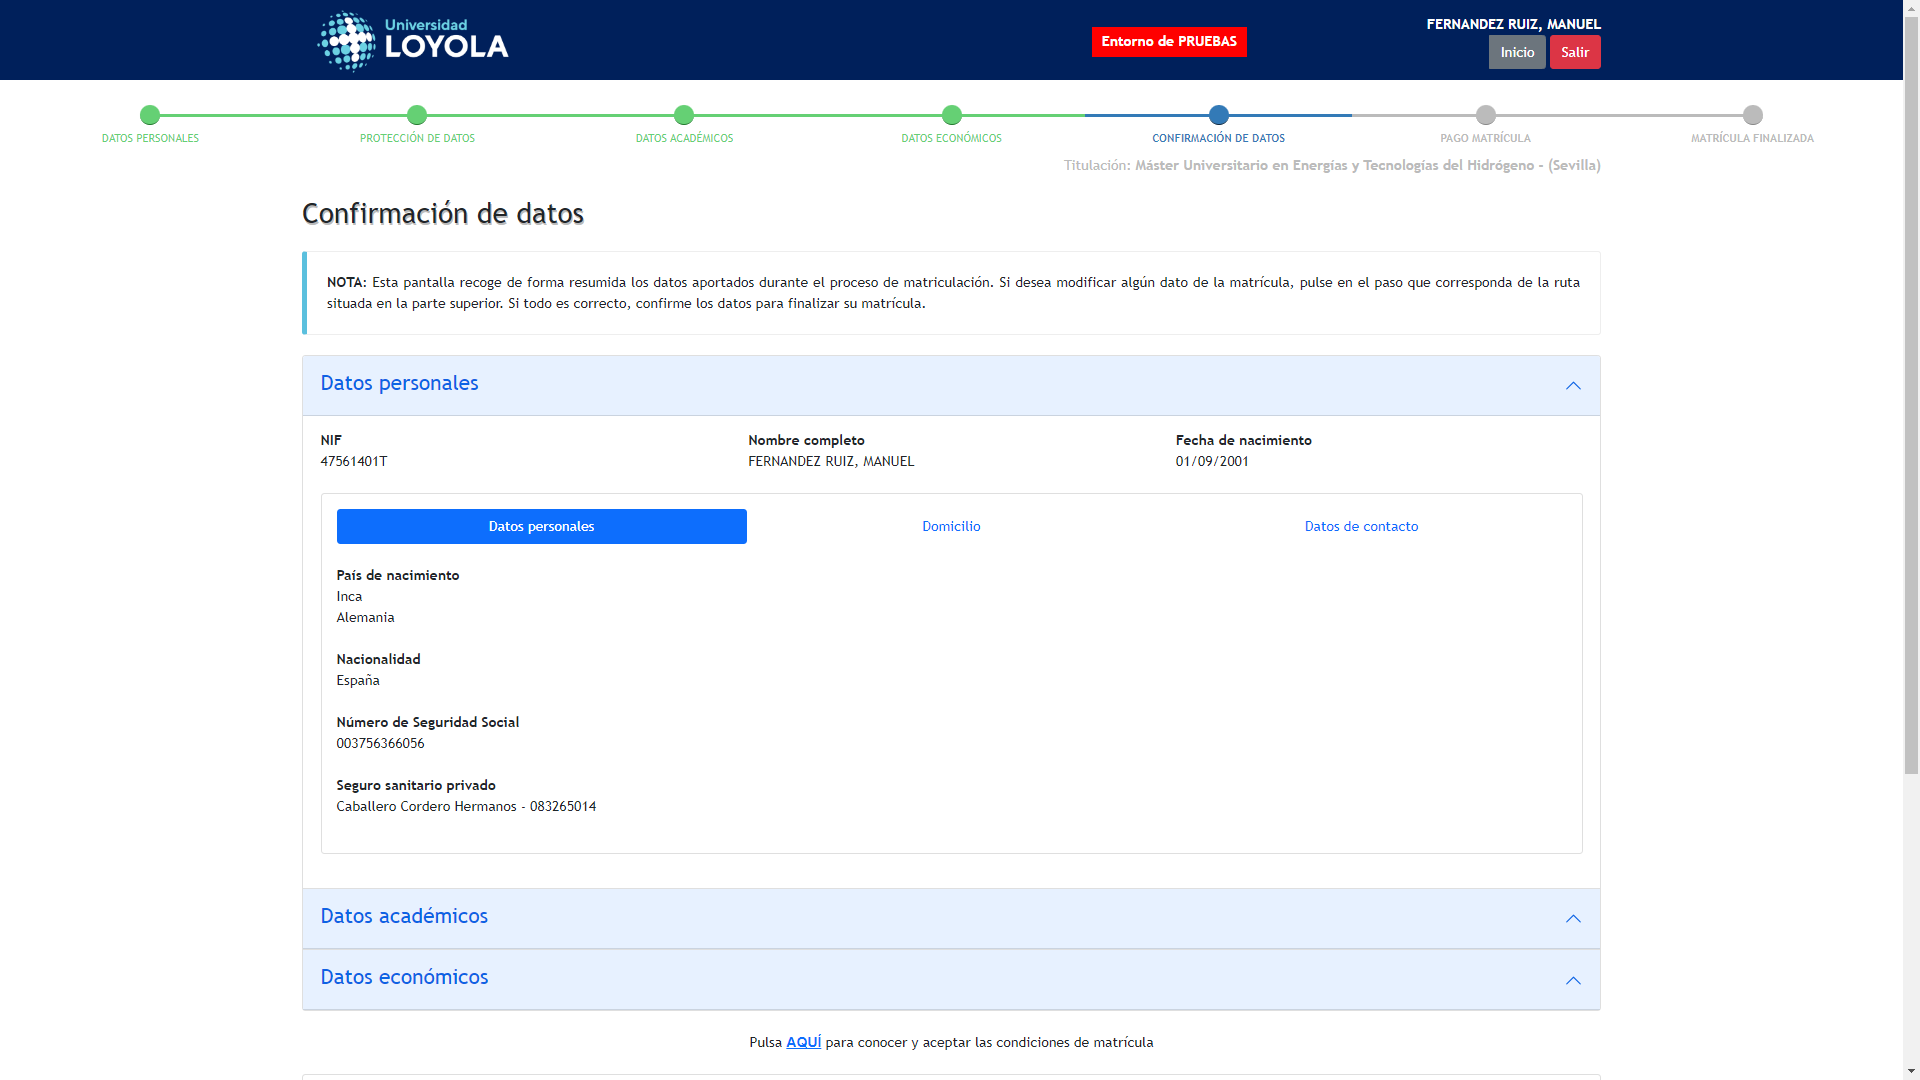 Universidad
LOYOLA
Entorno de PRUEBAS
FERNANDEZ RUIZ, MANUEL
Inicio
Salir
DATOS PERSONALES
PROTECCIÓN DE DATOS
DATOS ACADÉMICOS
DATOS ECONÓMICOS
CONFIRMACIÓN DE DATOS
PAGO MATRÍCULA
MATRÍCULA FINALIZADA
Titulación: Máster Universitario en Energías y Tecnologías del Hidrógeno - (Sevilla)
Confirmación de datos
NOTA: Esta pantalla recoge de forma resumida los datos aportados durante el proceso de matriculación. Si desea modificar algún dato de la matrícula, pulse en el paso que corresponda de la ruta
situada en la parte superior. Si todo es correcto, confirme los datos para finalizar su matrícula.
Datos personales
NIF
47561401T
Nombre completo
FERNANDEZ RUIZ, MANUEL
Fecha de nacimiento
01/09/2001
Datos personales
Domicilio
Datos de contacto
País de nacimiento
Inca
Alemania
Nacionalidad
España
Número de Seguridad Social
003756366056
Seguro sanitario privado
Caballero Cordero Hermanos - 083265014
Datos académicos
Datos económicos
Pulsa AQUÍ para conocer y aceptar las condiciones de matrícula